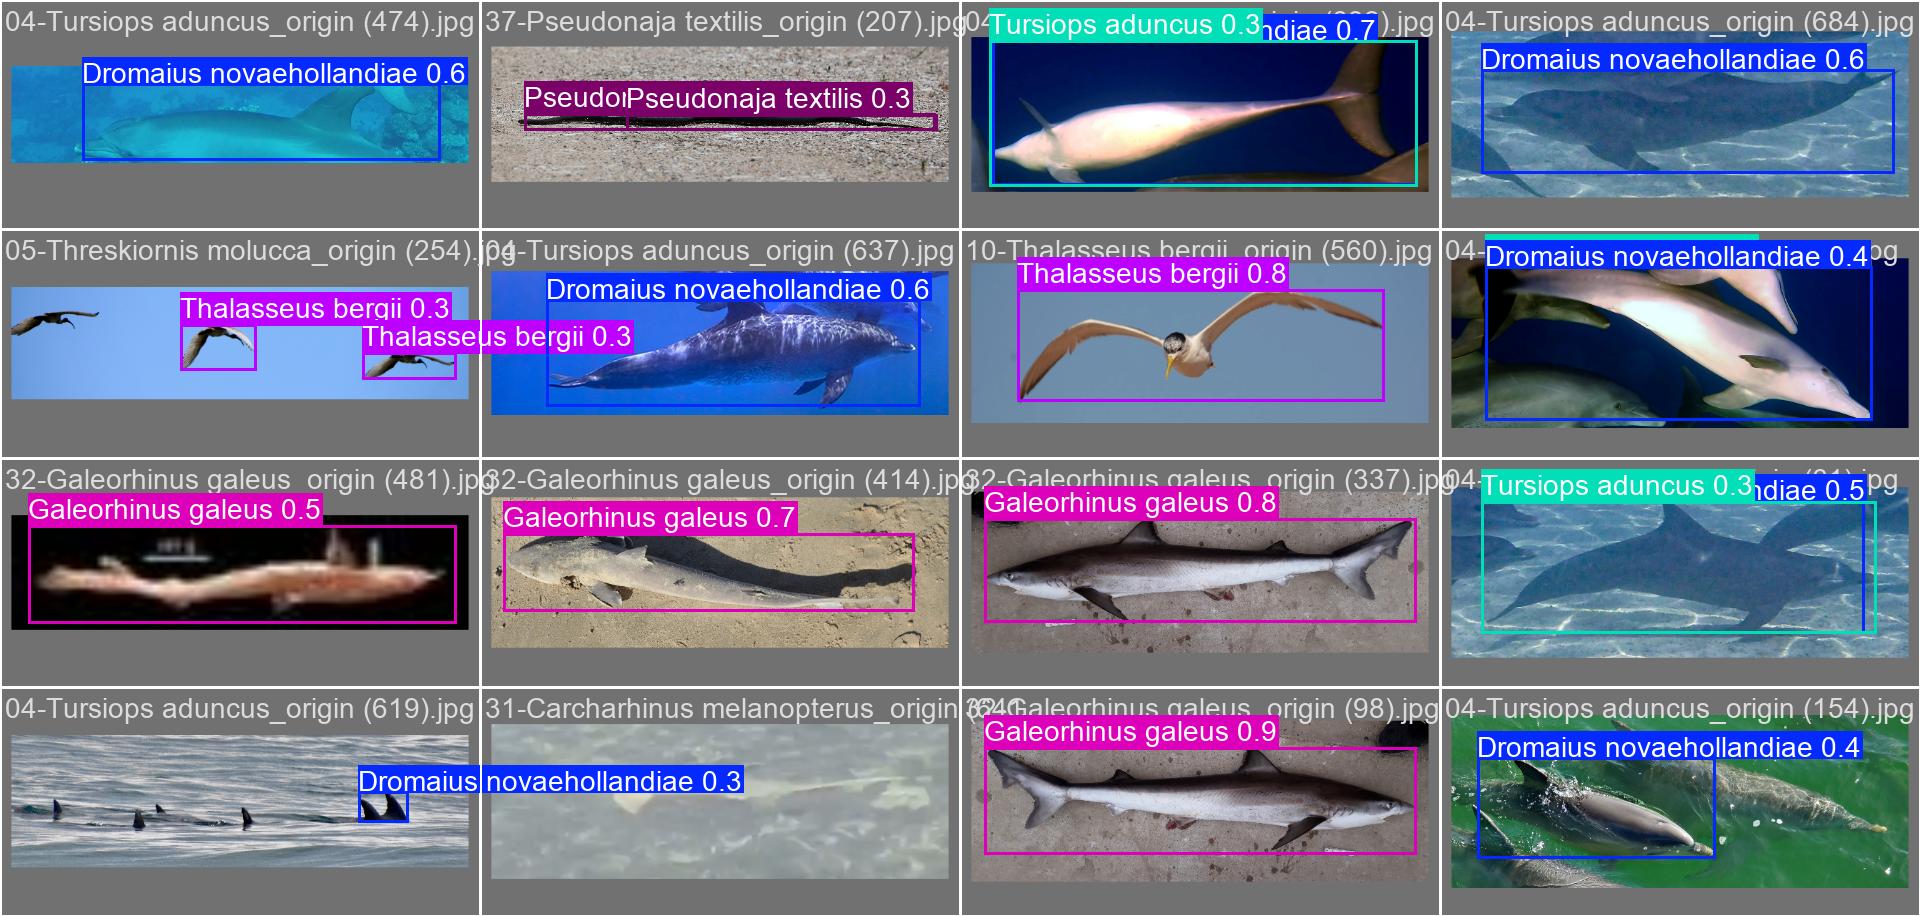 04-Tursiops aduncus_origin (474).jpg
Dromaius novaehollandiae 0.6
37-Pseudonaja textilis_origin (207).jpg
Pseudonaja textilis 0.3
Tursiops aduncus 0.3
0.7
04-Tursiops aduncus_origin (684).jpg
Dromaius novaehollandiae 0.6
05-Threskiornis molucca_origin (254).jpg
Thalasseus bergii 0.3
Thalasseus bergii 0.3
04-Tursiops aduncus_origin (637).jpg
Dromaius novaehollandiae 0.6
10-Thalasseus bergii_origin (560).jpg
Thalasseus bergii 0.8
04-
Dromaius novaehollandiae 0.4
32-Galeorhinus galeus_origin (481).jpg
Galeorhinus galeus 0.5
32-Galeorhinus galeus_origin (414).jpg
Galeorhinus galeus 0.7
32-Galeorhinus galeus_origin (337).jpg
Galeorhinus galeus 0.8
04-
Tursiops aduncus 0.3
ndiae 0.5
04-Tursiops aduncus_origin (619).jpg
Dromaius novaehollandiae 0.3
31-Carcharhinus melanopterus_origin
Galeorhinus galeus_origin (98).jpg
Galeorhinus galeus 0.9
04-Tursiops aduncus_origin (154).jpg
Dromaius novaehollandiae 0.4